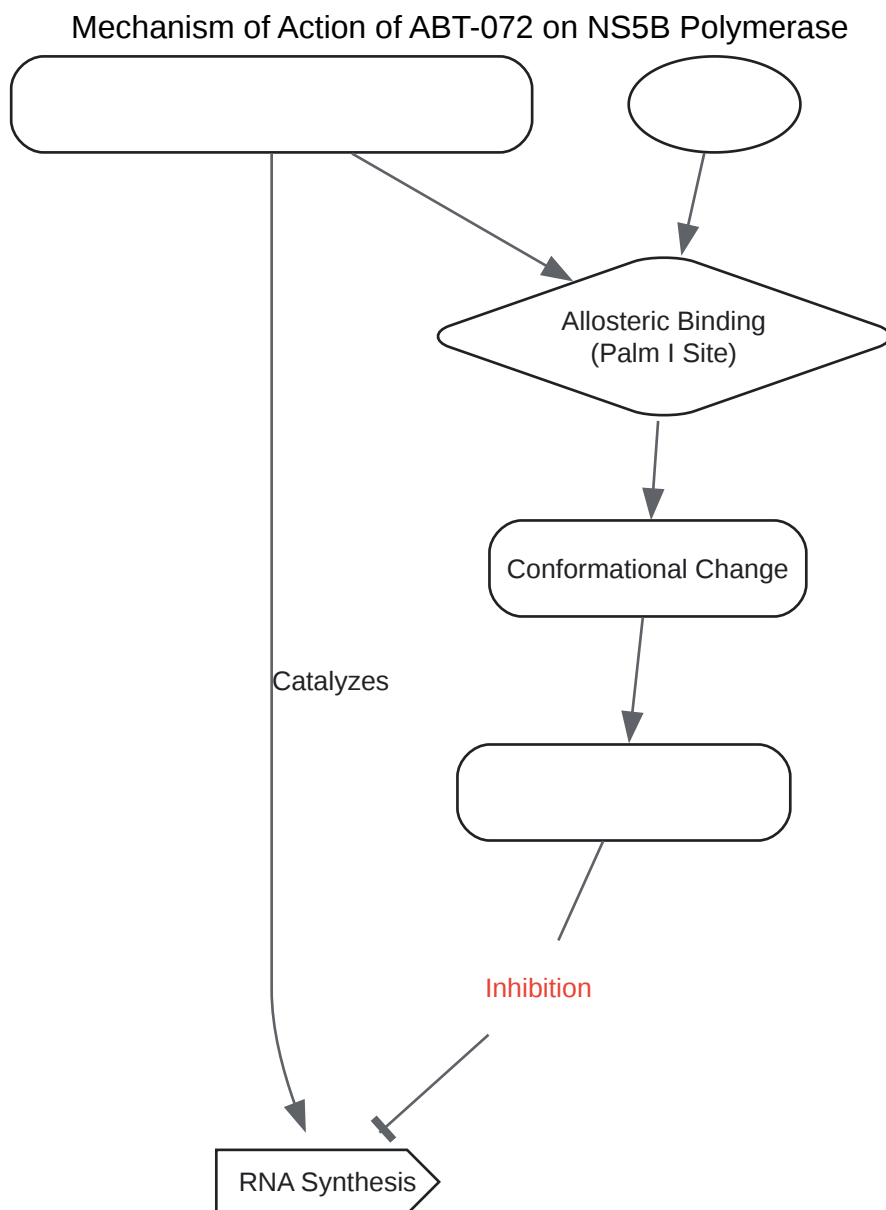 Mechanism of Action of ABT-072 on NS5B Polymerase
Allosteric Binding
(Palm I Site)
Conformational Change
Catalyzes
Inhibition
RNA Synthesis